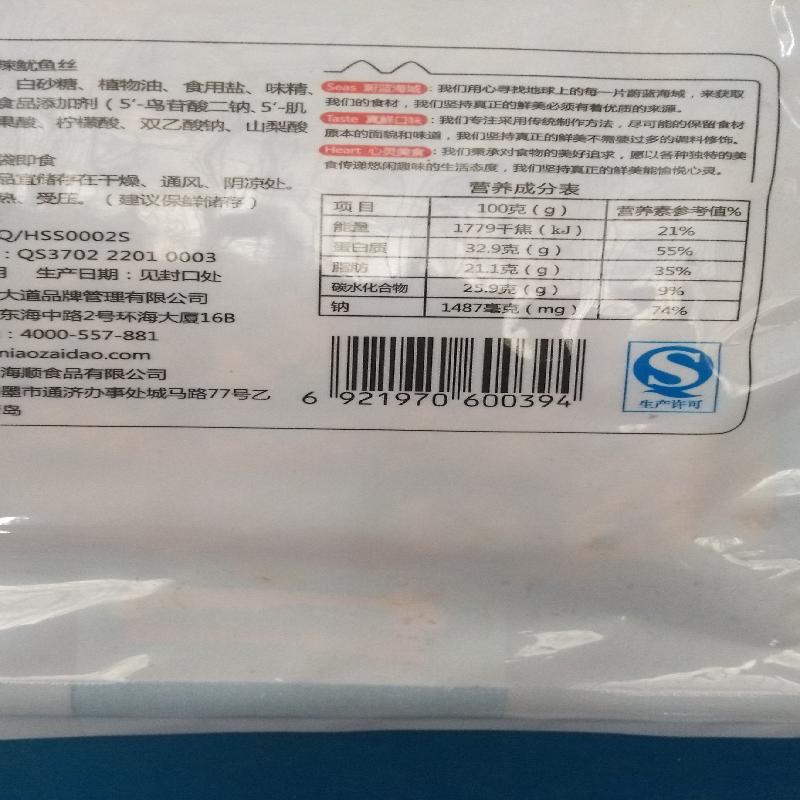 辣鱿鱼丝
白砂糖、植物油、食用盐、味精、
食品添加剂（5'-鸟苷酸二钠、5'-肌
果酸、柠檬酸、双乙酸钠、山梨酸
袋即食
品宜储存在干燥、通风、阴凉处。
热、受压。（建议保鲜储存）
Q/HSS0002S
：QS3702 2201 0003
月 生产日期：见封口处
大道品牌管理有限公司
东海中路2号环海大厦16B
：4000-557-881
miaozaidao.com
海顺食品有限公司
墨市通济办事处城马路77号乙
岛
Seas 蔚蓝海域：我们用心寻找地球上的每一片蔚蓝海域，来获取
我们的食材，我们坚持真正的鲜美必须有着优质的来源。
Taste 真鲜口味：我们专注采用传统制作方法，尽可能的保留食材
原本的面貌和味道，我们坚持真正的鲜美不需要过多的调料修饰。
Heart 心灵美食：我们秉承对食物的美好追求，愿以各种独特的美
食传递悠闲趣味的生活态度，我们坚持真正的鲜美能愉悦心灵。
营养成分表
项目 100克（g） 营养素参考值%
能量 1779千焦（kJ） 21%
蛋白质 32.9克（g） 55%
脂肪 21.1克（g） 35%
碳水化合物 25.9克（g） 9%
钠 1487毫克（mg） 74%
6 921970 600394
生产许可